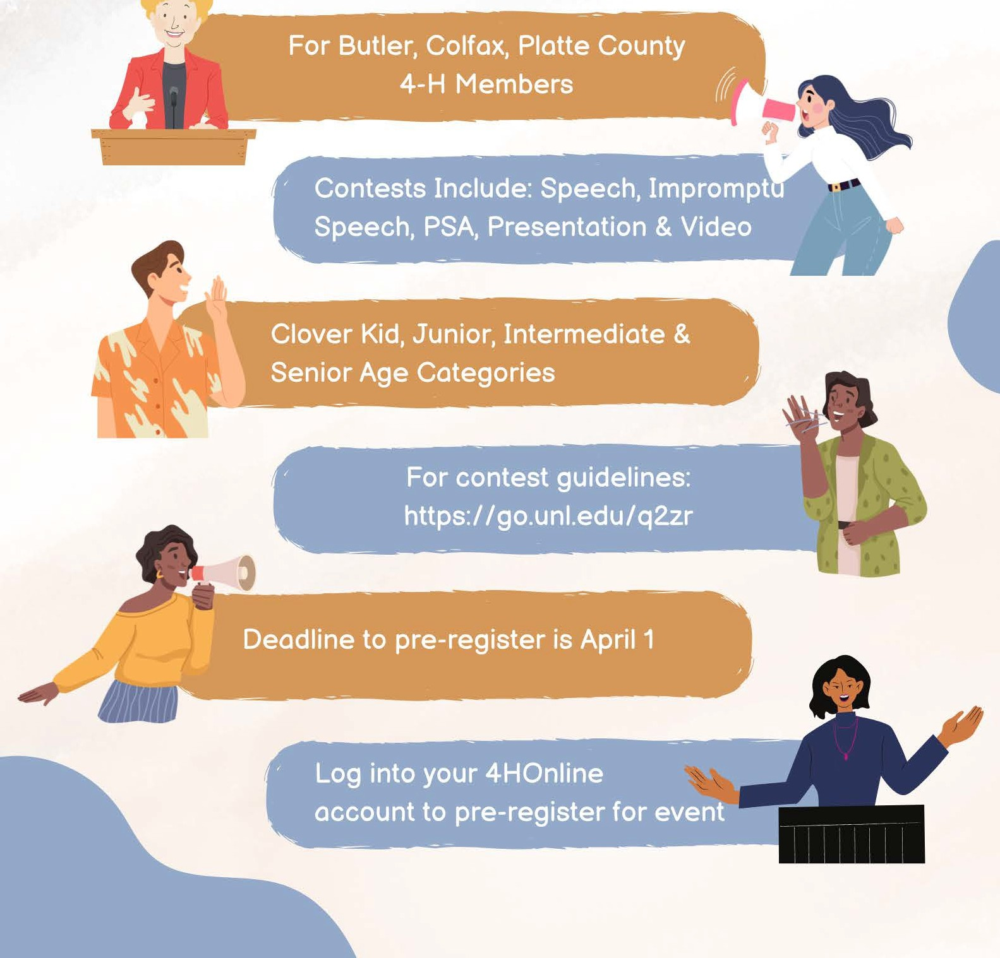 For Butler, Colfax, Platte County
4-H Members
Contests Include: Speech, Impromptu
Speech, PSA, Presentation & Video
Clover Kid, Junior, Intermediate &
Senior Age Categories
For contest guidelines:
https://go.unl.edu/q2zr
Deadline to pre-register is April 1
Log into your 4HOnline
account to pre-register for event